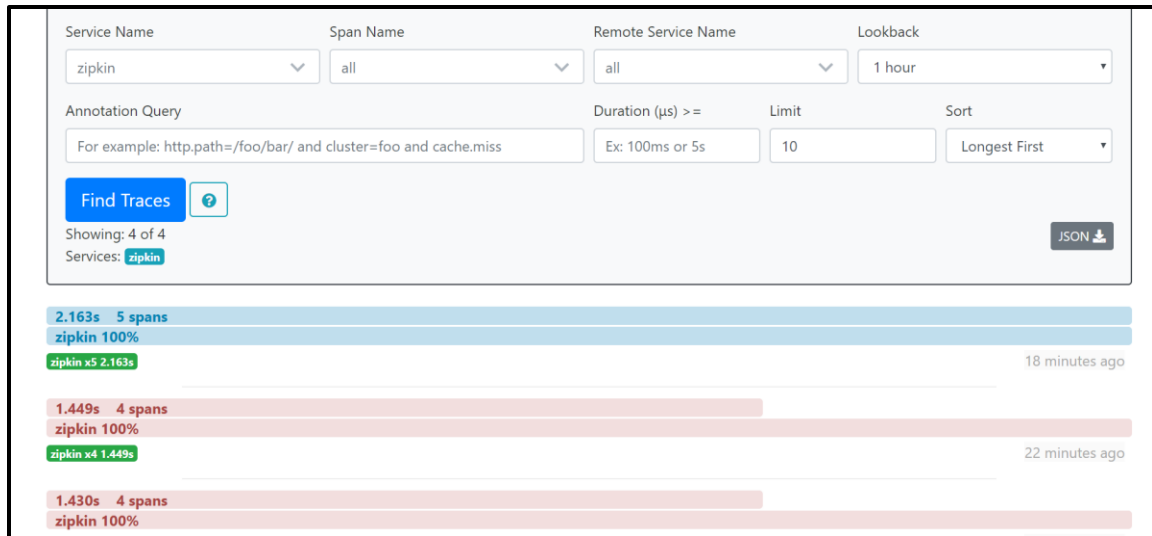 Service Name Span Name Remote Service Name Lookback
zipkin all all 1 hour
Annotation Query Duration (µs) >= Limit Sort
For example: http.path=/foo/bar/ and cluster=foo and cache.miss Ex: 100ms or 5s 10 Longest First
Find Traces
Showing: 4 of 4 JSON
Services: zipkin
2.163s 5 spans
zipkin 100%
zipkin x5 2.163s 18 minutes ago
1.449s 4 spans
zipkin 100%
zipkin x4 1.449s 22 minutes ago
1.430s 4 spans
zipkin 100%